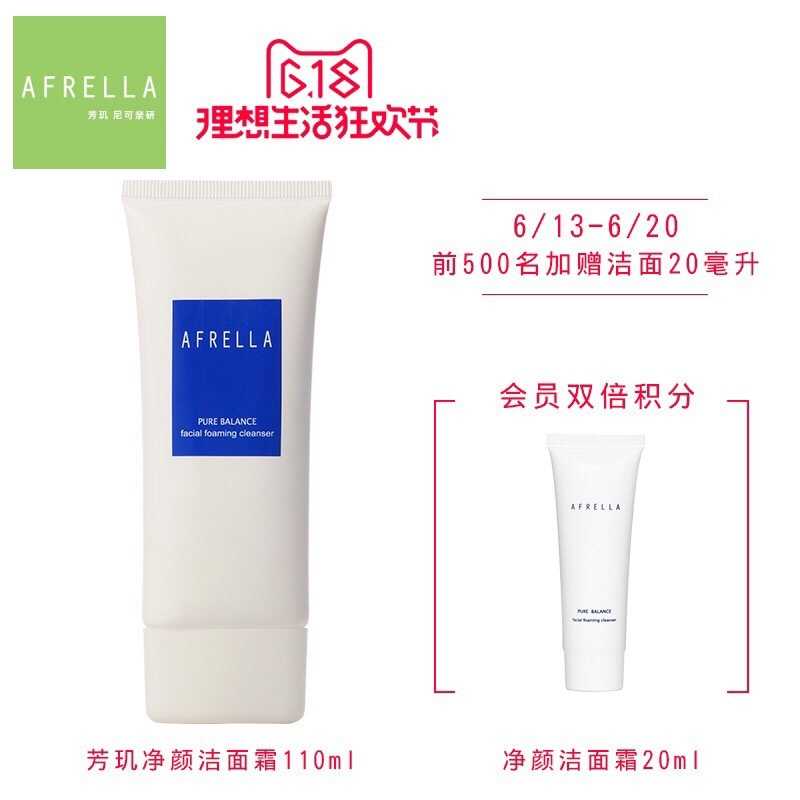 AFRELLA
芳玑 尼可亲研
6.18
理想生活狂欢节
6/13-6/20
前500名加赠洁面20毫升
AFRELLA
PURE BALANCE
facial foaming cleanser
会员双倍积分
AFRELLA
PURE BALANCE
facial foaming cleanser
芳玑净颜洁面霜110ml
净颜洁面霜20ml